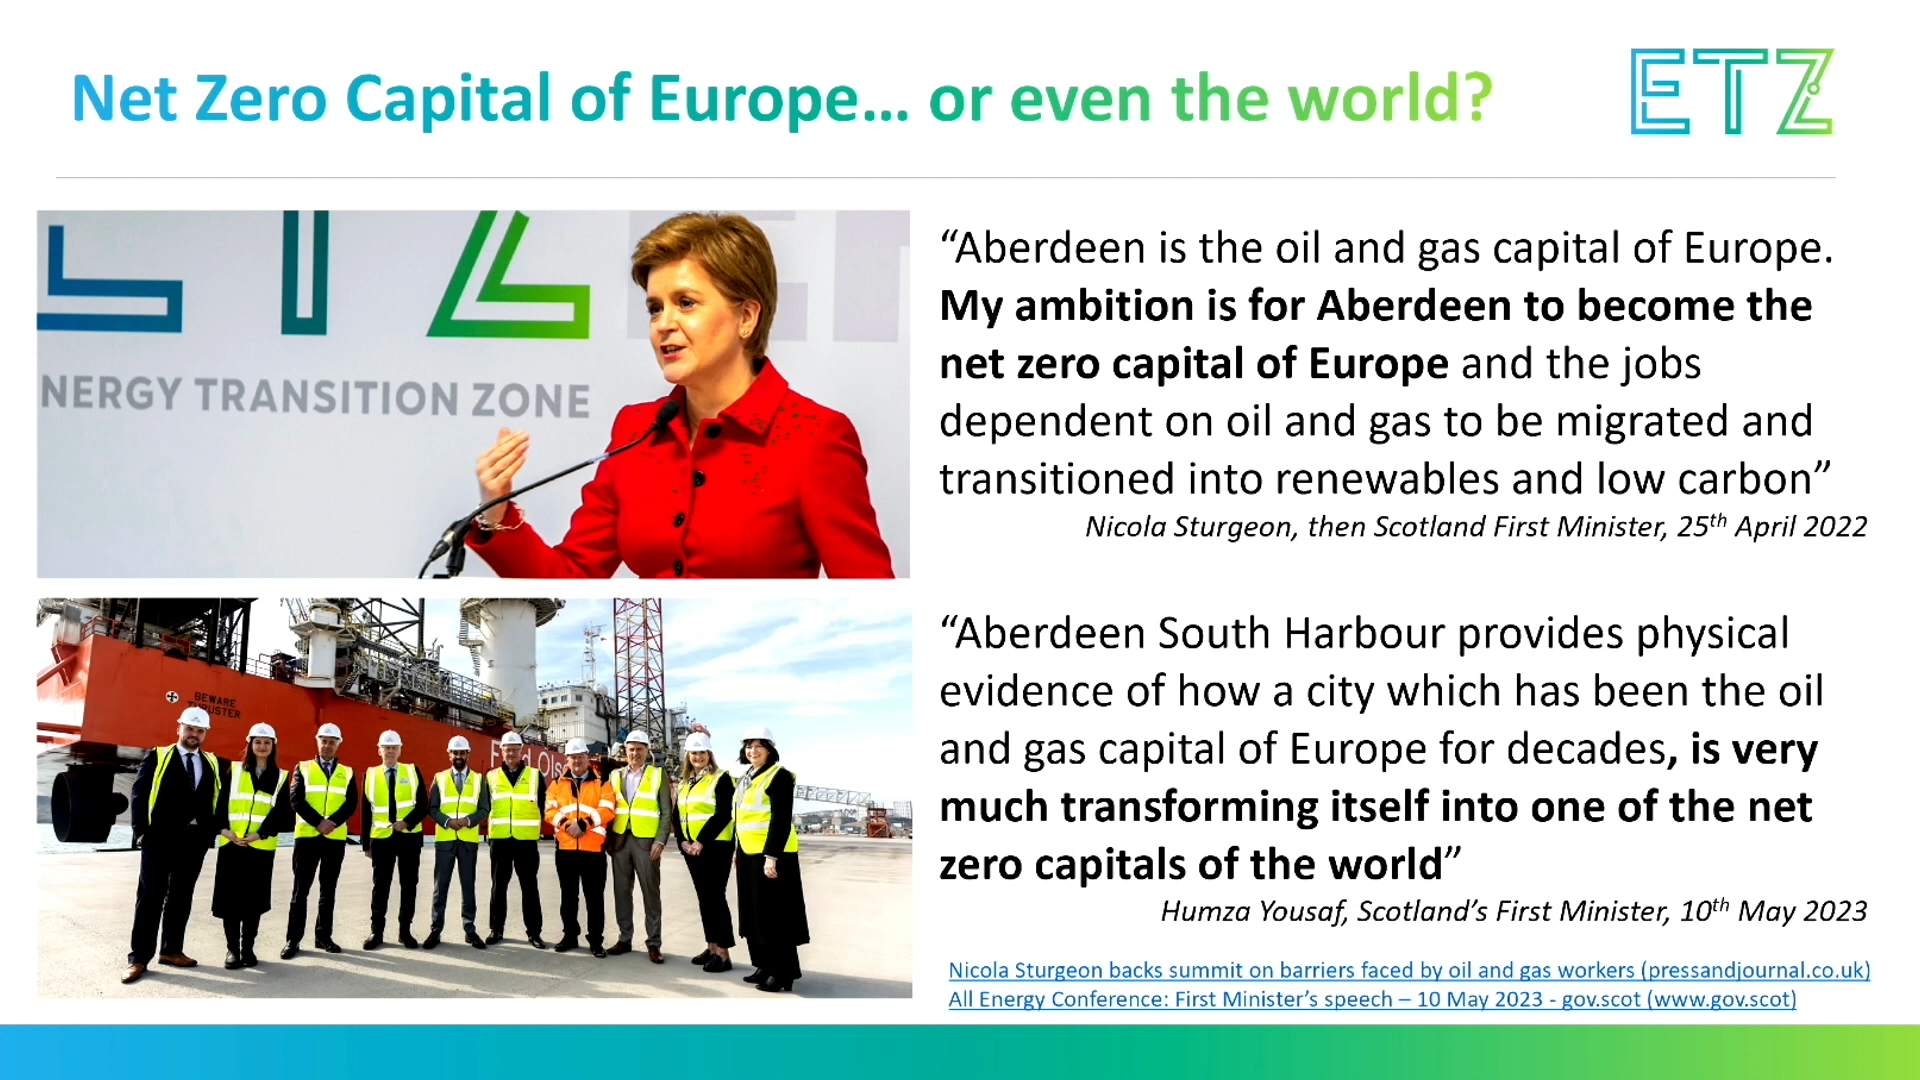 Net Zero Capital of Europe... or even the world?
ETZ
ETZ
NERGY TRANSITION ZONE
“Aberdeen is the oil and gas capital of Europe.
My ambition is for Aberdeen to become the
net zero capital of Europe and the jobs
dependent on oil and gas to be migrated and
transitioned into renewables and low carbon”
Nicola Sturgeon, then Scotland First Minister, 25th April 2022
BEWARE
THRUSTER
“Aberdeen South Harbour provides physical
evidence of how a city which has been the oil
and gas capital of Europe for decades, is very
much transforming itself into one of the net
zero capitals of the world”
Humza Yousaf, Scotland’s First Minister, 10th May 2023
Nicola Sturgeon backs summit on barriers faced by oil and gas workers (pressandjournal.co.uk)
All Energy Conference: First Minister’s speech – 10 May 2023 - gov.scot (www.gov.scot)